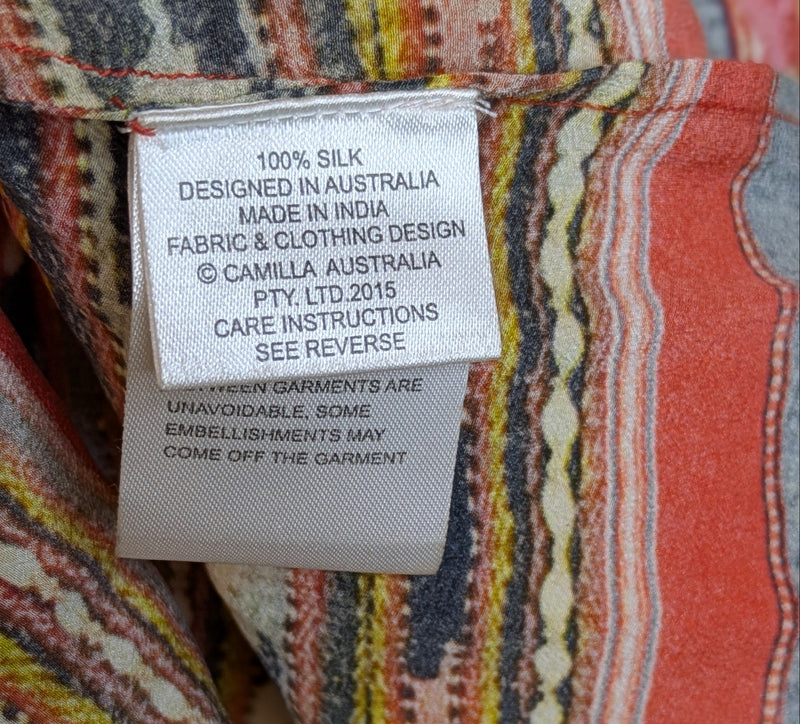 100% SILK
DESIGNED IN AUSTRALIA
MADE IN INDIA
FABRIC & CLOTHING DESIGN
© CAMILLA AUSTRALIA
PTY. LTD.2015
CARE INSTRUCTIONS
SEE REVERSE
GARMENTS ARE
UNAVOIDABLE, SOME
EMBELLISHMENTS MAY
COME OFF THE GARMENT